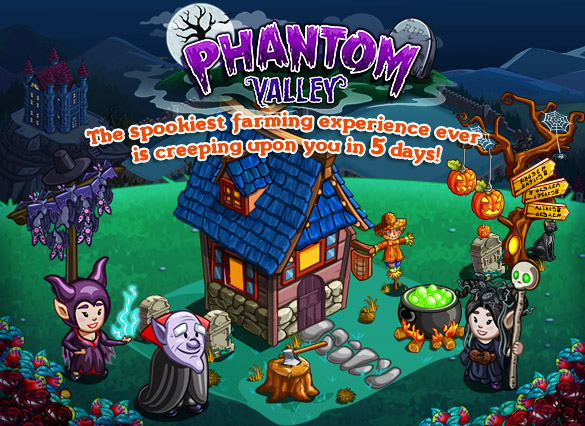 PHANTOM
VALLEY
The spookiest farming experience ever
is creeping upon you in 5 days!